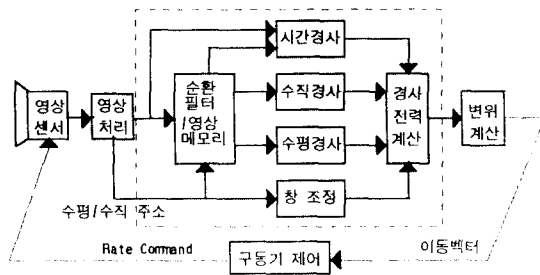 시간경사
영상
센서
영상
처리
순환
필터
/영상
메모리
수직경사
수평경사
경사
전력
계산
변위
계산
창 조정
수평/수직 주소
Rate Command
구동기 제어
이동벡터